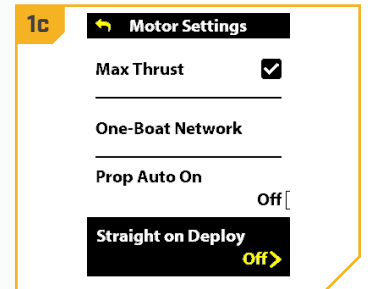 1c
Motor Settings
Max Thrust
One-Boat Network
Prop Auto On
Off
Straight on Deploy
Off